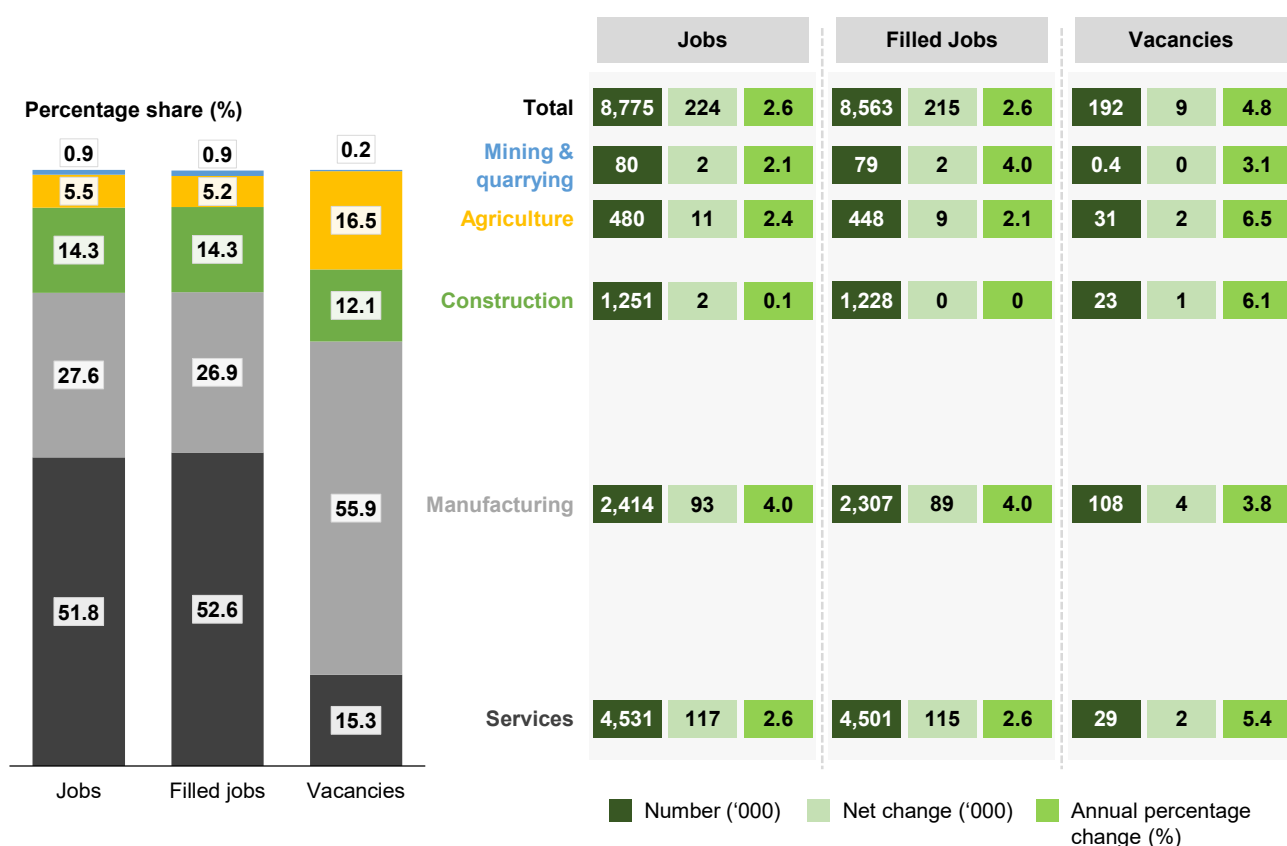 Jobs Filled Jobs Vacancies
Percentage share (%)
0.9 0.9 0.2
5.5 5.2 16.5
14.3 14.3 12.1
27.6 26.9 55.9
51.8 52.6 15.3
Jobs Filled jobs Vacancies
Total 8,775 224 2.6 8,563 215 2.6 192 9 4.8
Mining &
quarrying 80 2 2.1 79 2 4.0 0.4 0 3.1
Agriculture 480 11 2.4 448 9 2.1 31 2 6.5
Construction 1,251 2 0.1 1,228 0 0 23 1 6.1
Manufacturing 2,414 93 4.0 2,307 89 4.0 108 4 3.8
Services 4,531 117 2.6 4,501 115 2.6 29 2 5.4
Number (‘000) Net change (‘000) Annual percentage
change (%)